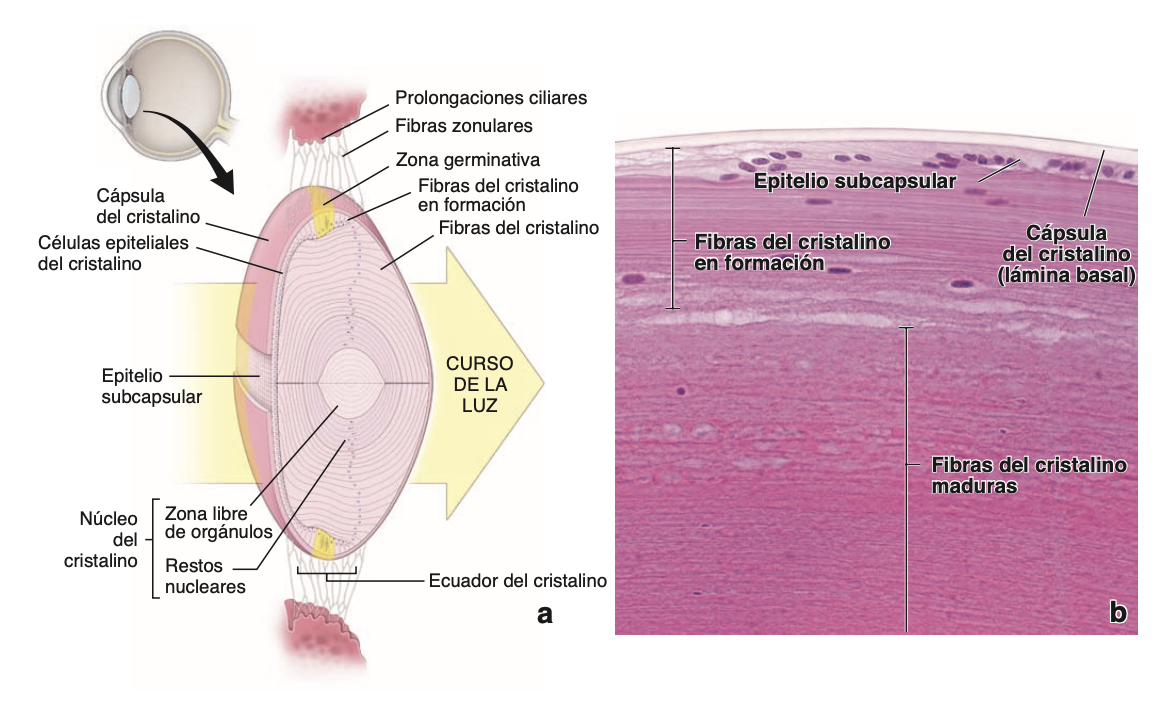 Prolongaciones ciliares
Fibras zonulares
Zona germinativa
Fibras del cristalino
en formación
Fibras del cristalino
Cápsula
del cristalino
Células epiteliales
del cristalino
Epitelio
subcapsular
CURSO
DE LA
LUZ
Núcleo
del
cristalino
Zona libre
de orgánulos
Restos
nucleares
Ecuador del cristalino
a
Epitelio subcapsular
Fibras del cristalino
en formación
Cápsula
del cristalino
(lámina basal)
Fibras del cristalino
maduras
b